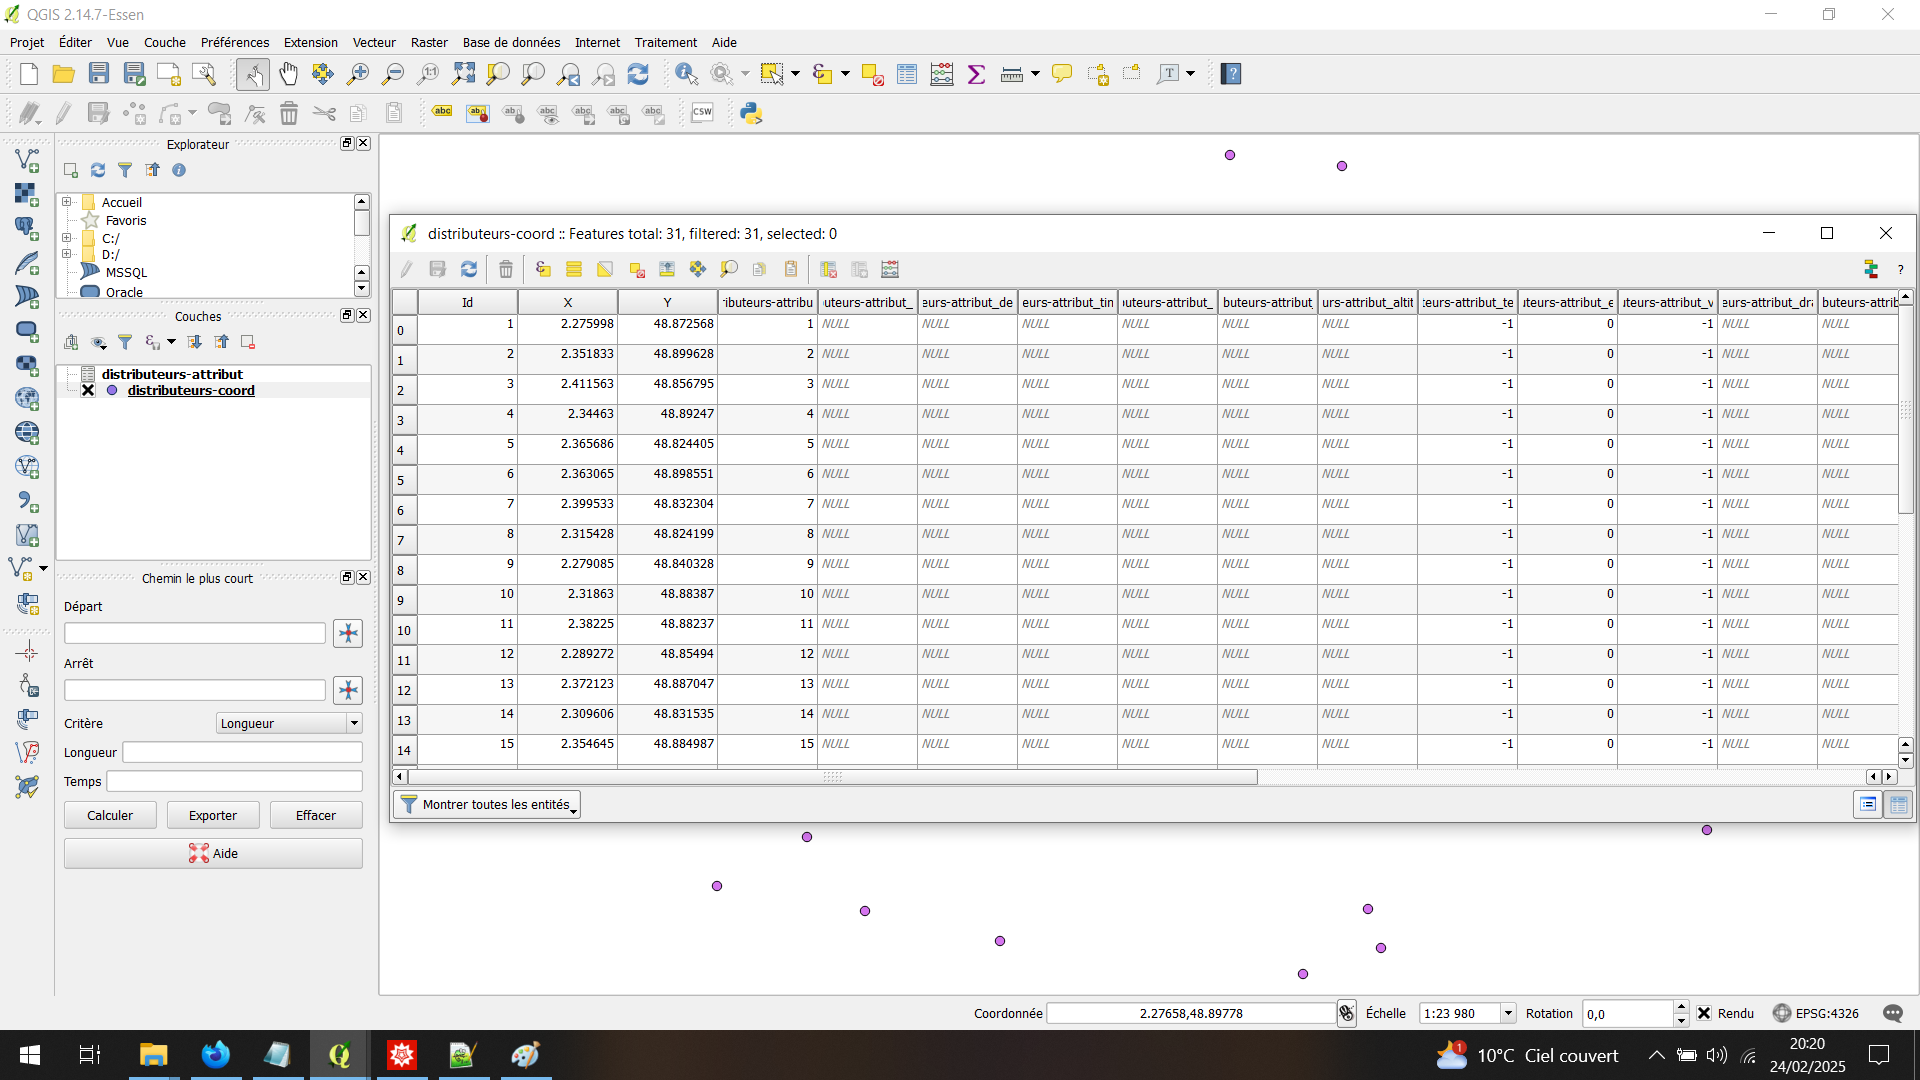 QGIS 2.14.7-Essen
Projet Éditer Vue Couche Préférences Extension Vecteur Raster Base de données Internet Traitement Aide
Explorateur
Accueil
Favoris
C:/
D:/
MSSQL
Oracle
Couches
distributeurs-attribut
distributeurs-coord
Chemin le plus court
Départ
Arrêt
Critère Longueur
Longueur
Temps
Calculer Exporter Effacer
Aide
distributeurs-coord :: Features total: 31, filtered: 31, selected: 0
Id X Y ributeurs-attribu uteurs-attribut_ eurs-attribut_de eurs-attribut_tin uteurs-attribut_ buteurs-attribut_ urs-attribut_altit teurs-attribut_te uteurs-attribut_e uteurs-attribut_v eurs-attribut_dra buteurs-attrib
0 1 2.275998 48.872568 1 NULL NULL NULL NULL NULL NULL -1 0 -1 NULL NULL
1 2 2.351833 48.899628 2 NULL NULL NULL NULL NULL NULL -1 0 -1 NULL NULL
2 3 2.411563 48.856795 3 NULL NULL NULL NULL NULL NULL -1 0 -1 NULL NULL
3 4 2.34463 48.89247 4 NULL NULL NULL NULL NULL NULL -1 0 -1 NULL NULL
4 5 2.365686 48.824405 5 NULL NULL NULL NULL NULL NULL -1 0 -1 NULL NULL
5 6 2.363065 48.898551 6 NULL NULL NULL NULL NULL NULL -1 0 -1 NULL NULL
6 7 2.399533 48.832304 7 NULL NULL NULL NULL NULL NULL -1 0 -1 NULL NULL
7 8 2.315428 48.824199 8 NULL NULL NULL NULL NULL NULL -1 0 -1 NULL NULL
8 9 2.279085 48.840328 9 NULL NULL NULL NULL NULL NULL -1 0 -1 NULL NULL
9 10 2.31863 48.88387 10 NULL NULL NULL NULL NULL NULL -1 0 -1 NULL NULL
10 11 2.38225 48.88237 11 NULL NULL NULL NULL NULL NULL -1 0 -1 NULL NULL
11 12 2.289272 48.85494 12 NULL NULL NULL NULL NULL NULL -1 0 -1 NULL NULL
12 13 2.372123 48.887047 13 NULL NULL NULL NULL NULL NULL -1 0 -1 NULL NULL
13 14 2.309606 48.831535 14 NULL NULL NULL NULL NULL NULL -1 0 -1 NULL NULL
14 15 2.354645 48.884987 15 NULL NULL NULL NULL NULL NULL -1 0 -1 NULL NULL
Montrer toutes les entités
Coordonnée 2.27658,48.89778 Échelle 1:23 980 Rotation 0,0 Rendu EPSG:4326
1 10°C Ciel couvert 20:20
24/02/2025